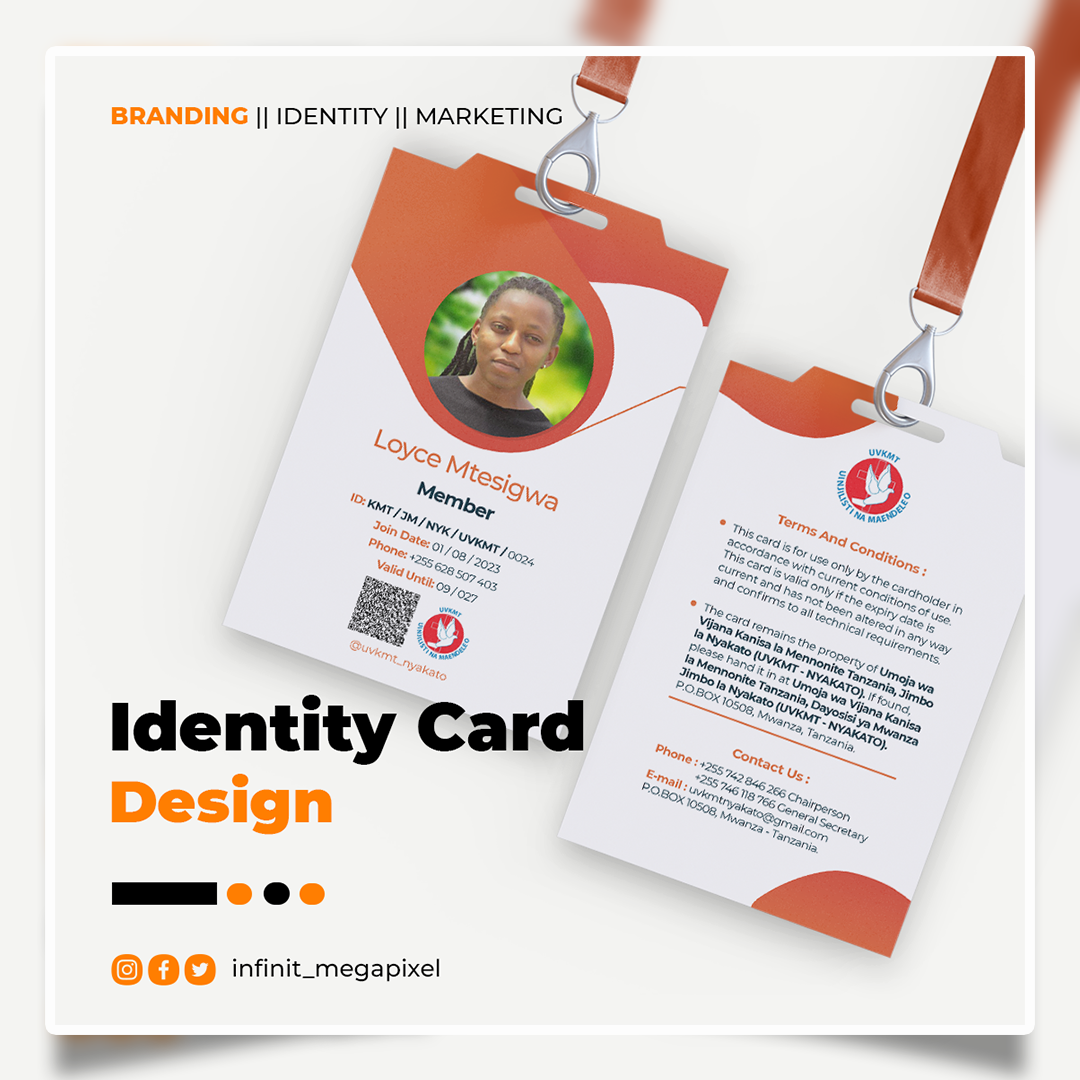 BRANDING || IDENTITY || MARKETING
Loyce Mtesigwa
Member
ID: KMT / JM / NYK / UVKMT / 0024
Join Date: 01 / 08 / 2023
Phone: +255 628 507 403
Valid Until: 09 / 027
UVKMT
UINJILISTI NA MAENDELEO
@uvkmt_nyakato
UVKMT
UINJILISTI NA MAENDELEO
Terms And Conditions :
This card is for use only by the cardholder in
accordance with current conditions of use.
This card is valid only if the expiry date is
current and has not been altered in any way
and confirms to all technical requirements.
The card remains the property of Umoja wa
Vijana Kanisa la Mennonite Tanzania, Jimbo
la Nyakato (UVKMT - NYAKATO). If found,
please hand it in at Umoja wa Vijana Kanisa
la Mennonite Tanzania, Dayosisi ya Mwanza
Jimbo la Nyakato (UVKMT - NYAKATO).
P.O.BOX 10508, Mwanza, Tanzania.
Contact Us :
Phone : +255 742 846 266 Chairperson
+255 746 118 766 General Secretary
E-mail : uvkmtnyakato@gmail.com
P.O.BOX 10508, Mwanza - Tanzania.
Identity Card
Design
infinit_megapixel